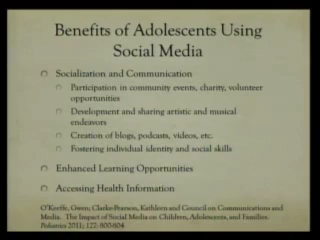 Benefits of Adolescents Using
Social Media
Socialization and Communication
Participation in community events, charity, volunteer
opportunities
Development and sharing artistic and musical
endeavors
Creation of blogs, podcasts, videos, etc.
Fostering individual identity and social skills
Enhanced Learning Opportunities
Accessing Health Information
O'Keeffe, Gwen; Clarke-Pearson, Kathleen and Council on Communications and
Media. The Impact of Social Media on Children, Adolescents, and Families.
Pediatrics 2011; 127; 800-804